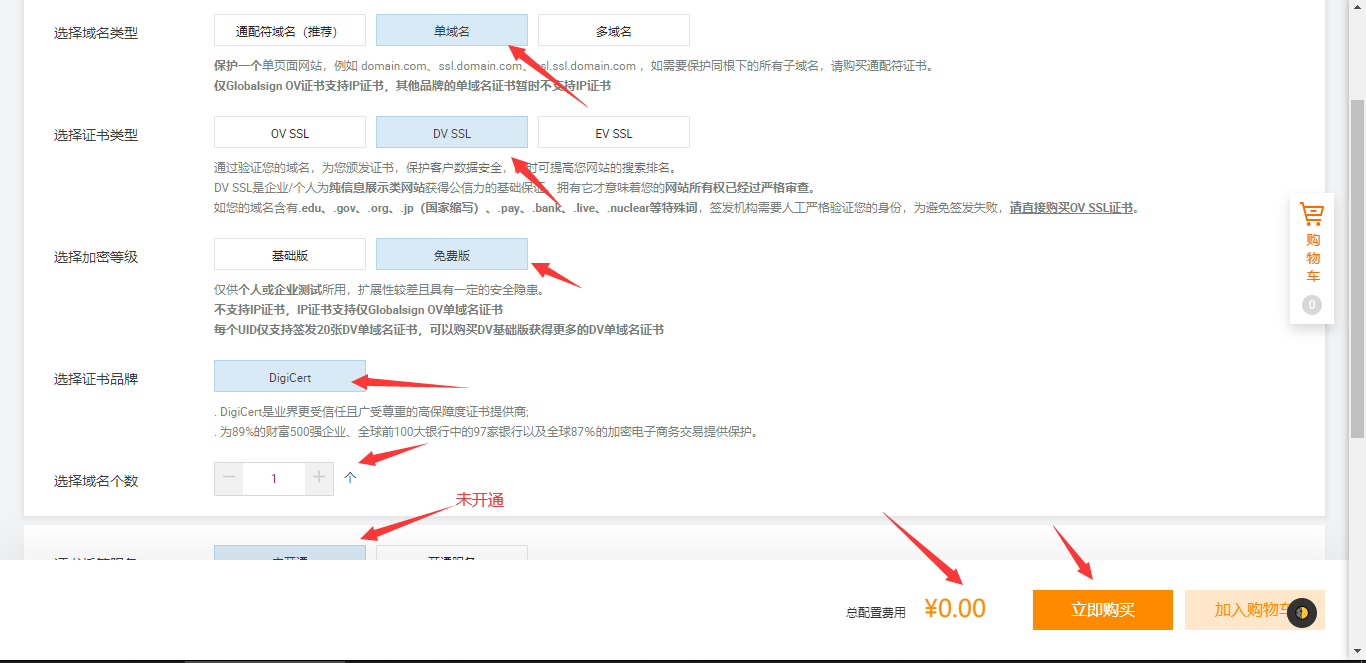 选择域名类型
通配符域名（推荐）
单域名
多域名
保护一个单页面网站，例如 domain.com、ssl.domain.com、ssl.ssl.domain.com ，如需要保护同根下的所有子域名，请购买通配符证书。
仅Globalsign OV证书支持IP证书，其他品牌的单域名证书暂时不支持IP证书
选择证书类型
OV SSL
DV SSL
EV SSL
通过验证您的域名，为您颁发证书，保护客户数据安全，时可提高您网站的搜索排名。
DV SSL是企业/个人为纯信息展示类网站获得公信力的基础保证，拥有它才意味着您的网站所有权已经过严格审查。
如您的域名含有.edu、.gov、.org、.jp（国家缩写）、.pay、.bank、.live、.nuclear等特殊词，签发机构需要人工严格验证您的身份，为避免签发失败，请直接购买OV SSL证书。
选择加密等级
基础版
免费版
仅供个人或企业测试所用，扩展性较差且具有一定的安全隐患。
不支持IP证书，IP证书支持仅Globalsign OV单域名证书
每个UID仅支持签发20张DV单域名证书，可以购买DV基础版获得更多的DV单域名证书
选择证书品牌
DigiCert
. DigiCert是业界更受信任且广受尊重的高保障度证书提供商;
. 为89%的财富500强企业、全球前100大银行中的97家银行以及全球87%的加密电子商务交易提供保护。
选择域名个数
1
个
未开通
总配置费用
¥0.00
立即购买
加入购物车
购
物
车
0